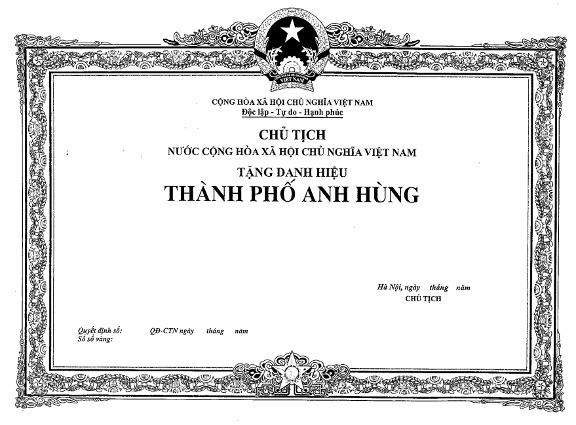 VIỆT NAM
CỘNG HÒA XÃ HỘI CHỦ NGHĨA VIỆT NAM
Độc lập - Tự do - Hạnh phúc
CHỦ TỊCH
NƯỚC CỘNG HÒA XÃ HỘI CHỦ NGHĨA VIỆT NAM
TẶNG DANH HIỆU
THÀNH PHỐ ANH HÙNG
Hà Nội, ngày tháng năm
CHỦ TỊCH
Quyết định số: QĐ-CTN ngày tháng năm
Số sổ vàng: